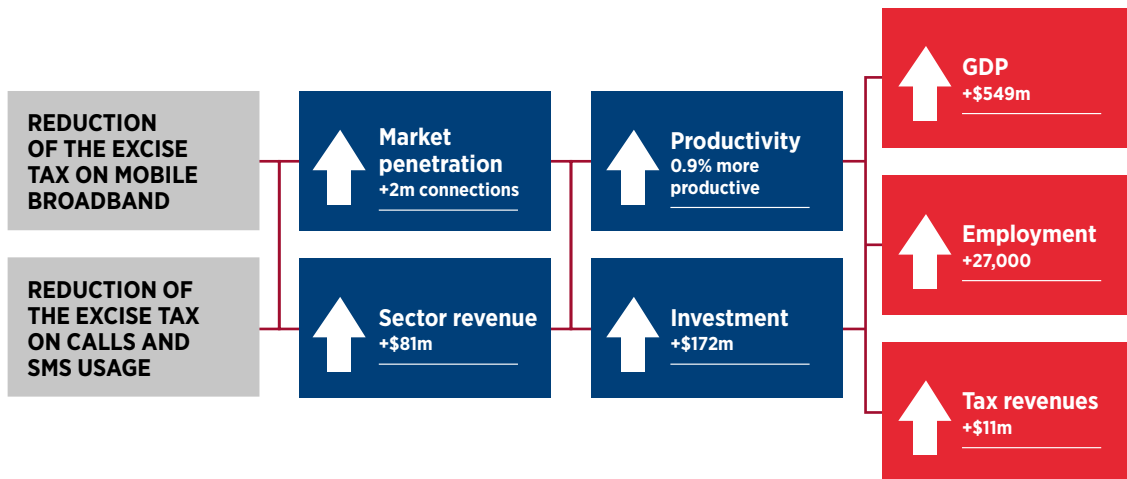 REDUCTION
OF THE EXCISE
TAX ON MOBILE
BROADBAND
REDUCTION OF
THE EXCISE TAX
ON CALLS AND
SMS USAGE
Market
penetration
+2m connections
Sector revenue
+$81m
Productivity
0.9% more
productive
Investment
+$172m
GDP
+$549m
Employment
+27,000
Tax revenues
+$11m